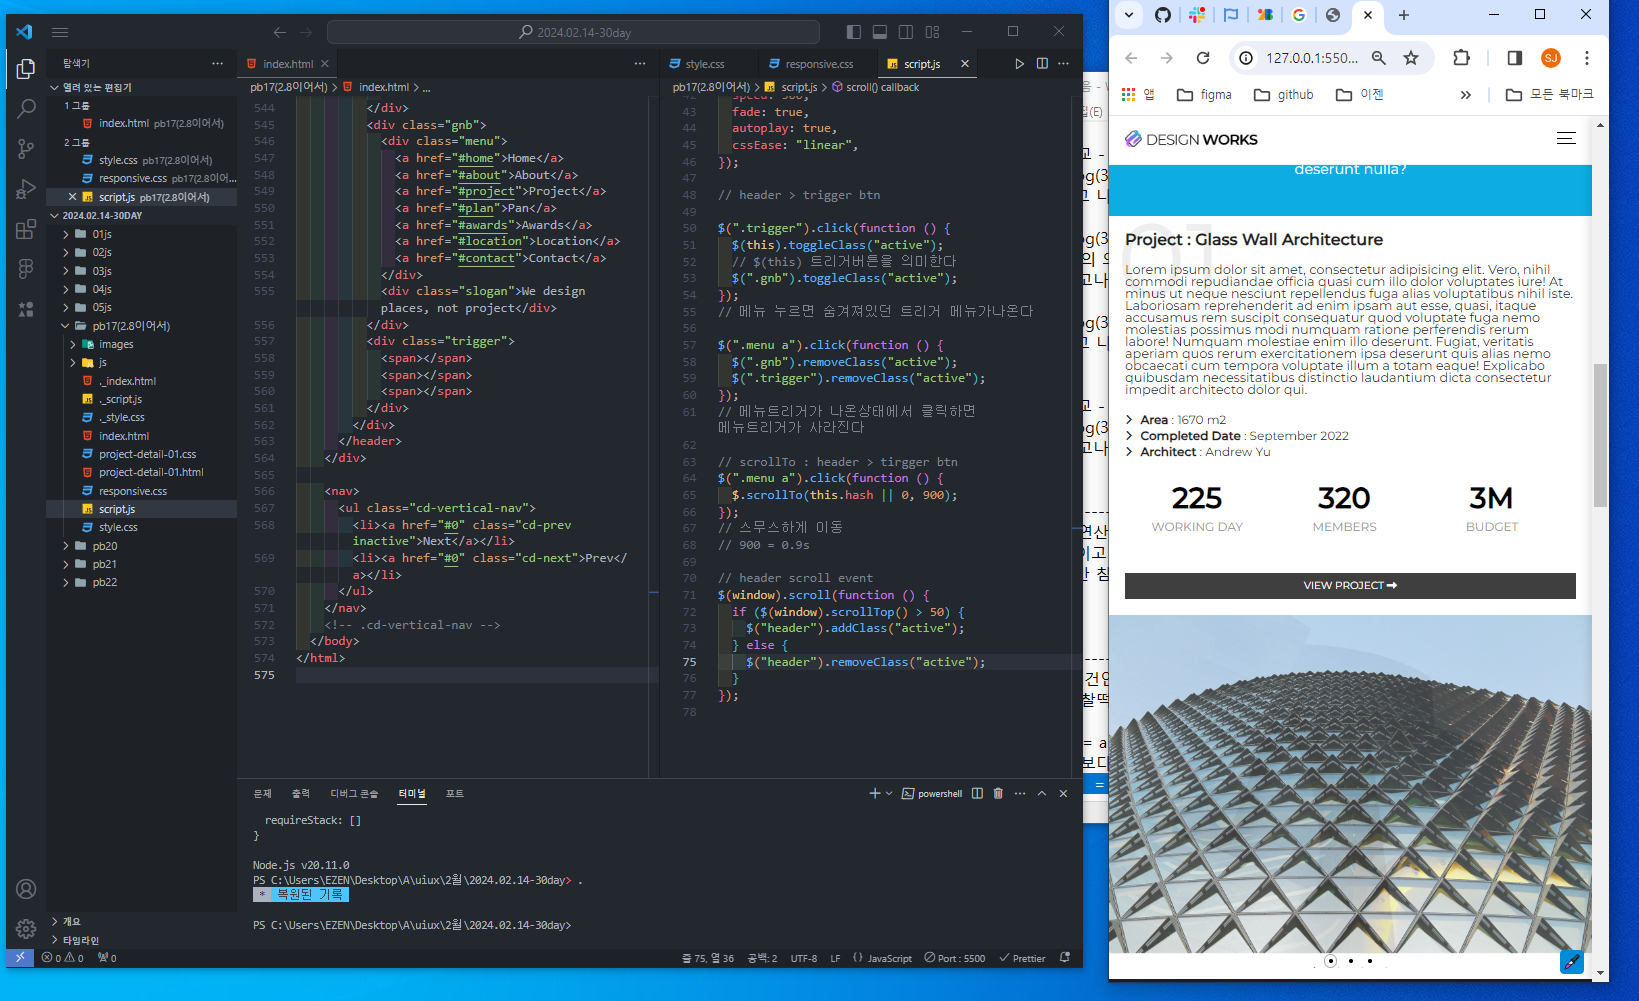 2024.02.14-30day
탐색기
열려 있는 편집기
1 그룹
index.html pb17(2.8이어서)
2 그룹
style.css pb17(2.8이어서)
responsive.css pb17(2.8이어...
script.js pb17(2.8이어서)
2024.02.14-30DAY
01js
02js
03js
04js
05js
pb17(2.8이어서)
images
js
._index.html
._script.js
._style.css
index.html
project-detail-01.css
project-detail-01.html
responsive.css
script.js
style.css
pb20
pb21
pb22
개요
타임라인
index.html
pb17(2.8이어서) > index.html > ...
544 </div>
545 <div class="gnb">
546 <div class="menu">
547 <a href="#home">Home</a>
548 <a href="#about">About</a>
549 <a href="#project">Project</a>
550 <a href="#plan">Pan</a>
551 <a href="#awards">Awards</a>
552 <a href="#location">Location</a>
553 <a href="#contact">Contact</a>
554 </div>
555 <div class="slogan">We design
places, not project</div>
556 </div>
557 <div class="trigger">
558 <span></span>
559 <span></span>
560 <span></span>
561 </div>
562 </div>
563 </header>
564 </div>
565
566 <nav>
567 <ul class="cd-vertical-nav">
568 <li><a href="#0" class="cd-prev
inactive">Next</a></li>
569 <li><a href="#0" class="cd-next">Prev</
a></li>
570 </ul>
571 </nav>
572 <!-- .cd-vertical-nav -->
573 </body>
574 </html>
575
style.css
responsive.css
script.js
pb17(2.8이어서) > script.js > scroll() callback
42 speed: 500,
43 fade: true,
44 autoplay: true,
45 cssEase: "linear",
46 });
47
48 // header > trigger btn
49
50 $(".trigger").click(function () {
51 $(this).toggleClass("active");
52 // $(this) 트리거버튼을 의미한다
53 $(".gnb").toggleClass("active");
54 });
55 // 메뉴 누르면 숨겨져있던 트리거 메뉴가나온다
56
57 $(".menu a").click(function () {
58 $(".gnb").removeClass("active");
59 $(".trigger").removeClass("active");
60 });
61 // 메뉴트리거가 나온상태에서 클릭하면
메뉴트리거가 사라진다
62
63 // scrollTo : header > tirgger btn
64 $(".menu a").click(function () {
65 $.scrollTo(this.hash || 0, 900);
66 });
67 // 스무스하게 이동
68 // 900 = 0.9s
69
70 // header scroll event
71 $(window).scroll(function () {
72 if ($(window).scrollTop() > 50) {
73 $("header").addClass("active");
74 } else {
75 $("header").removeClass("active");
76 }
77 });
78
문제
출력
디버그 콘솔
터미널
포트
powershell
requireStack: []
}
Node.js v20.11.0
PS C:\Users\EZEN\Desktop\A\uiux\2월\2024.02.14-30day> .
* 복원된 기록
PS C:\Users\EZEN\Desktop\A\uiux\2월\2024.02.14-30day>
0 0 0
줄 75, 열 36 공백: 2 UTF-8 LF {} JavaScript Port : 5500 Prettier
127.0.0.1:550...
SJ
앱
figma
github
이젠
모든 북마크
DESIGN WORKS
deserunt nulla?
01
Project : Glass Wall Architecture
Lorem ipsum dolor sit amet, consectetur adipisicing elit. Vero, nihil
commodi repudiandae officia quasi cum illo dolor voluptates iure! At
minus ut neque nesciunt repellendus fuga alias voluptatibus nihil iste.
Laboriosam reprehenderit ad enim ipsam aut esse, quasi, itaque
accusamus rem suscipit consequatur quod voluptate fuga nemo
molestias possimus modi numquam ratione perferendis rerum
labore! Numquam molestiae enim illo deserunt. Fugiat, veritatis
aperiam quos rerum exercitationem ipsa deserunt quis alias nemo
obcaecati cum tempora voluptate illum a totam eaque! Explicabo
quibusdam necessitatibus distinctio laudantium dicta consectetur
impedit architecto dolor qui.
Area : 1670 m2
Completed Date : September 2022
Architect : Andrew Yu
225
WORKING DAY
320
MEMBERS
3M
BUDGET
VIEW PROJECT